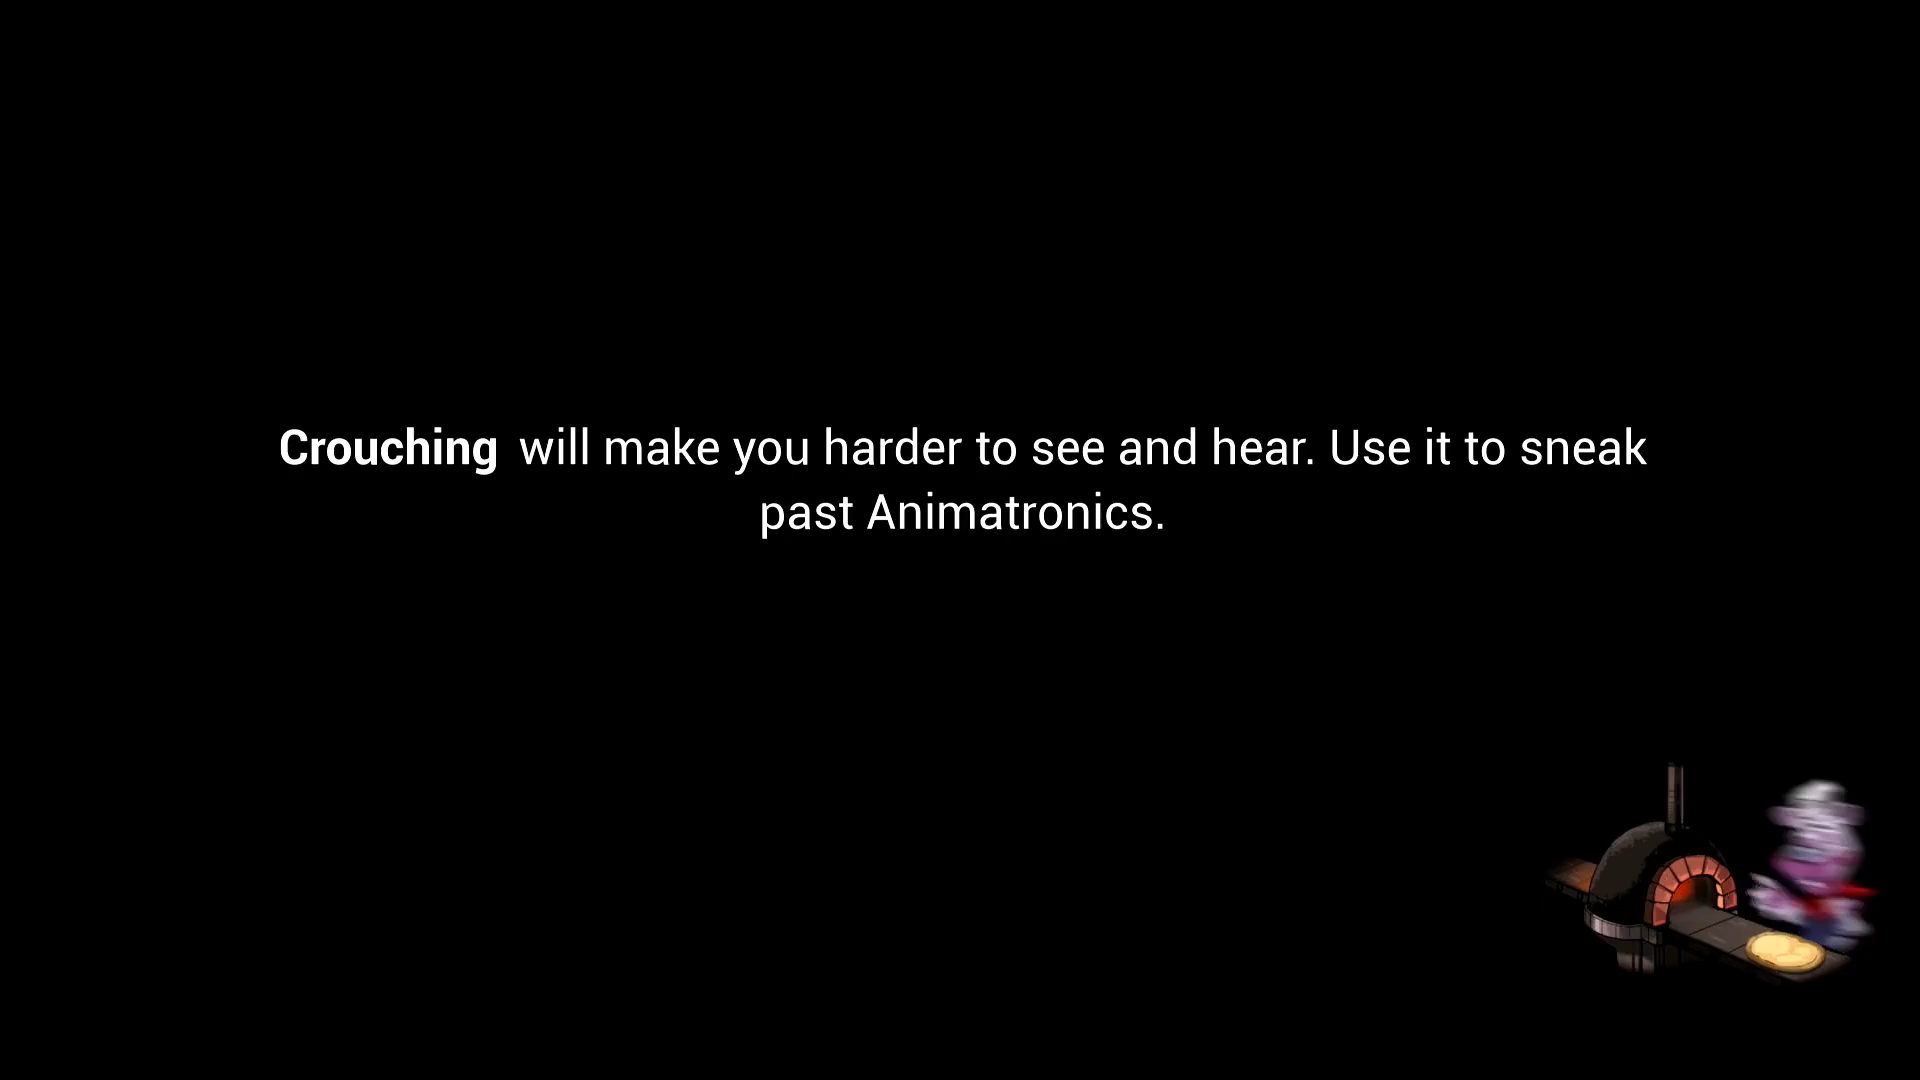 Crouching will make you harder to see and hear. Use it to sneak
past Animatronics.